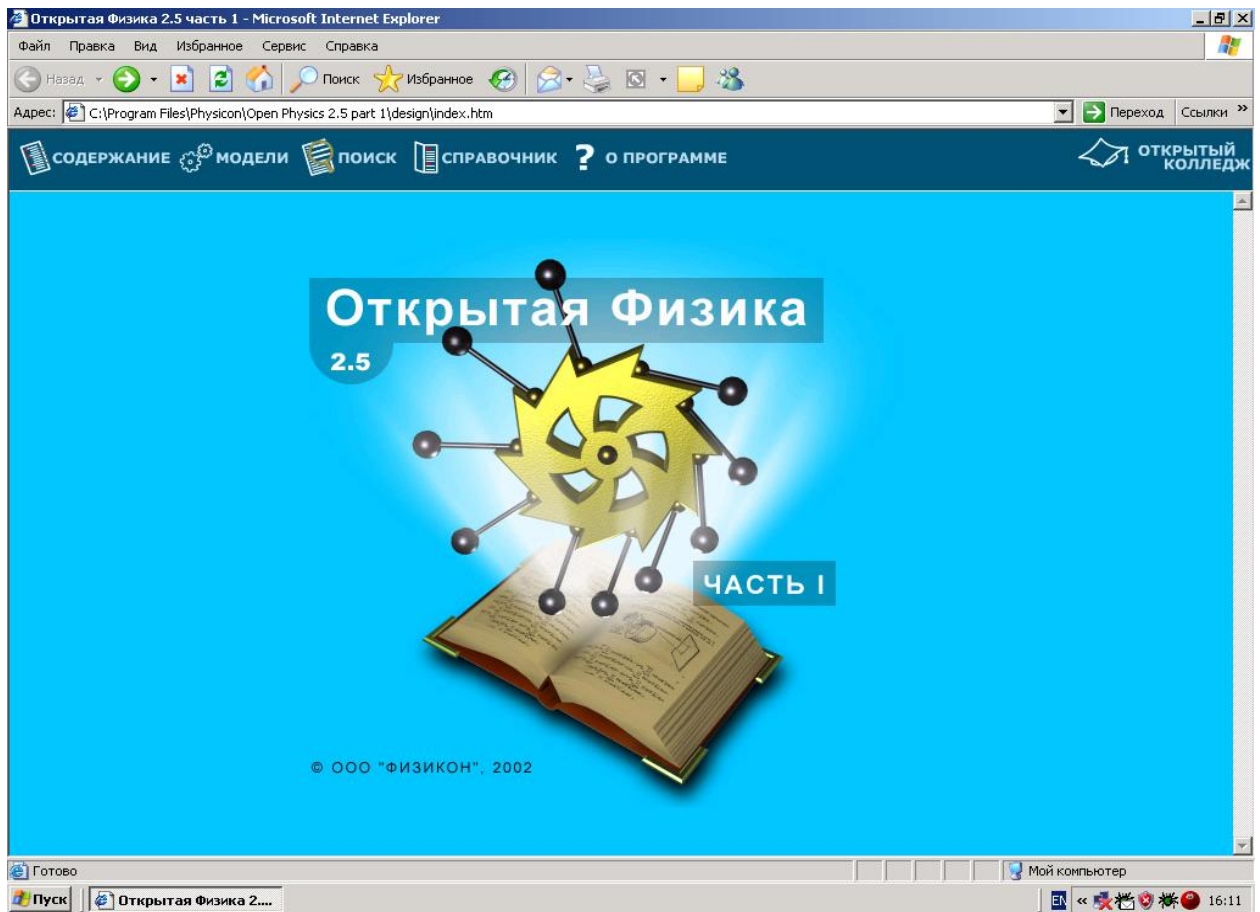 Открытая Физика 2.5 часть 1 - Microsoft Internet Explorer
Файл Правка Вид Избранное Сервис Справка
Назад Поиск Избранное
Адрес: C:\Program Files\Physicon\Open Physics 2.5 part 1\design\index.htm Переход Ссылки »
СОДЕРЖАНИЕ МОДЕЛИ ПОИСК СПРАВОЧНИК ? О ПРОГРАММЕ ОТКРЫТЫЙ
КОЛЛЕДЖ
Открытая Физика
2.5
ЧАСТЬ I
© ООО "ФИЗИКОН", 2002
Готово Мой компьютер
Пуск Открытая Физика 2.... EN « 16:11